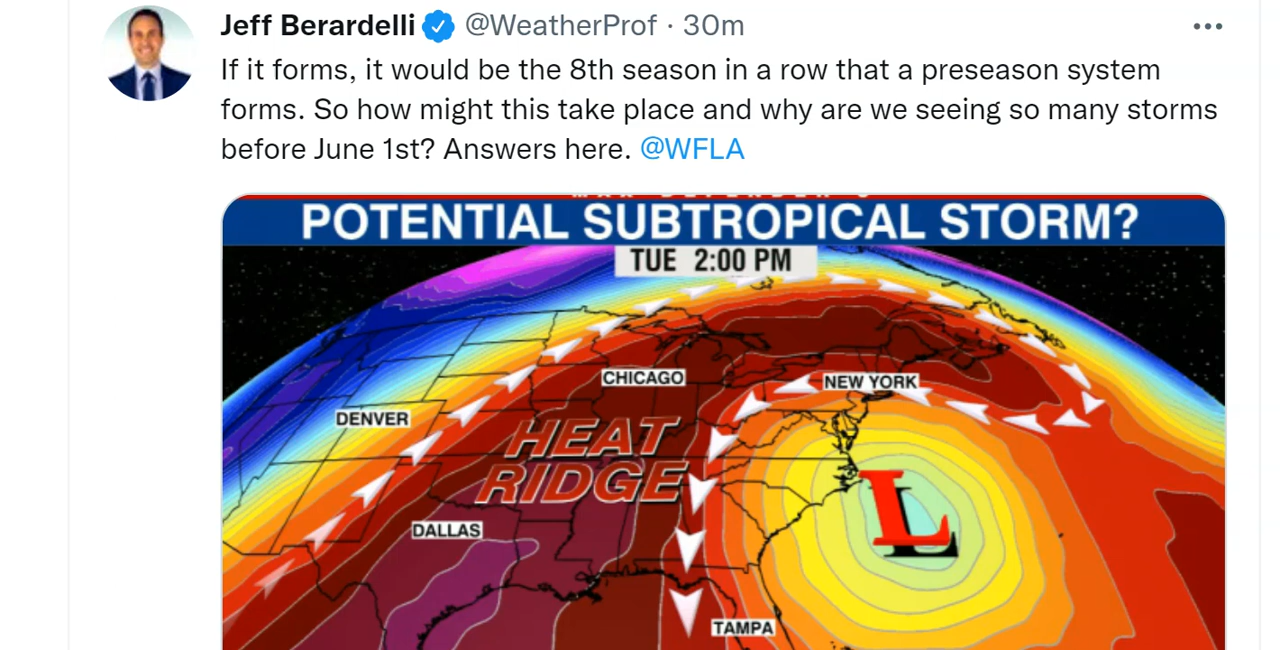 Jeff Berardelli @WeatherProf · 30m
If it forms, it would be the 8th season in a row that a preseason system
forms. So how might this take place and why are we seeing so many storms
before June 1st? Answers here. @WFLA
POTENTIAL SUBTROPICAL STORM?
TUE 2:00 PM
CHICAGO
NEW YORK
DENVER
HEAT
RIDGE
L
DALLAS
TAMPA